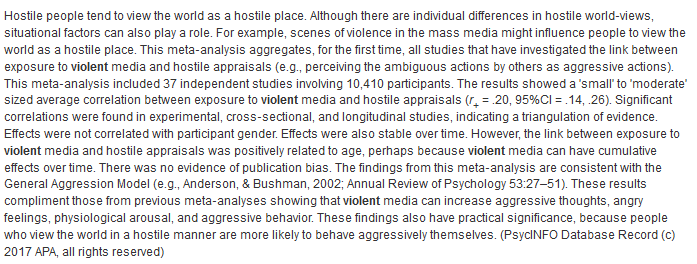 Hostile people tend to view the world as a hostile place. Although there are individual differences in hostile world-views,
situational factors can also play a role. For example, scenes of violence in the mass media might influence people to view the
world as a hostile place. This meta-analysis aggregates, for the first time, all studies that have investigated the link between
exposure to violent media and hostile appraisals (e.g., perceiving the ambiguous actions by others as aggressive actions).
This meta-analysis included 37 independent studies involving 10,410 participants. The results showed a 'small' to 'moderate'
sized average correlation between exposure to violent media and hostile appraisals (r+ = .20, 95%CI = .14, .26). Significant
correlations were found in experimental, cross-sectional, and longitudinal studies, indicating a triangulation of evidence.
Effects were not correlated with participant gender. Effects were also stable over time. However, the link between exposure to
violent media and hostile appraisals was positively related to age, perhaps because violent media can have cumulative
effects over time. There was no evidence of publication bias. The findings from this meta-analysis are consistent with the
General Aggression Model (e.g., Anderson, & Bushman, 2002; Annual Review of Psychology 53:27–51). These results
compliment those from previous meta-analyses showing that violent media can increase aggressive thoughts, angry
feelings, physiological arousal, and aggressive behavior. These findings also have practical significance, because people
who view the world in a hostile manner are more likely to behave aggressively themselves. (PsycINFO Database Record (c)
2017 APA, all rights reserved)